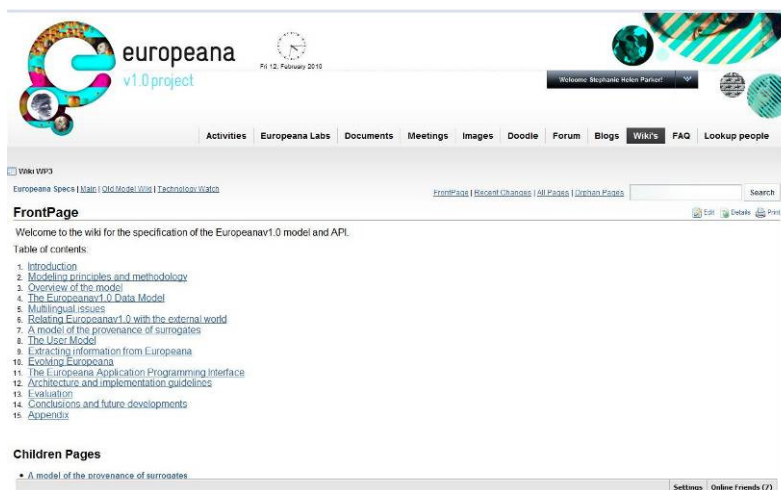 europeana
v1.0 project
Fri 12, February 2010
Welcome Stephanie Helen Parker!
Activities Europeana Labs Documents Meetings Images Doodle Forum Blogs Wiki's FAQ Lookup people
Wiki WP3
Europeana Specs | Main | Old Model Wiki | Technology Watch
FrontPage | Recent Changes | All Pages | Orphan Pages Search
FrontPage Edit Details Print
Welcome to the wiki for the specification of the Europeanav1.0 model and API.
Table of contents:
1. Introduction
2. Modeling principles and methodology
3. Overview of the model
4. The Europeanav1.0 Data Model
5. Multilingual issues
6. Relating Europeanav1.0 with the external world
7. A model of the provenance of surrogates
8. The User Model
9. Extracting information from Europeana
10. Evolving Europeana
11. The Europeana Application Programming Interface
12. Architecture and implementation guidelines
13. Evaluation
14. Conclusions and future developments
15. Appendix
Children Pages
• A model of the provenance of surrogates
Settings Online Friends (7)